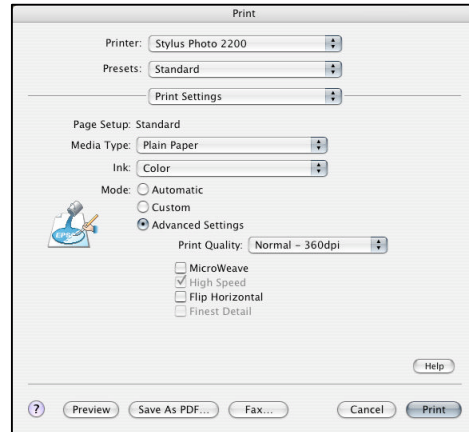 Print
Printer: Stylus Photo 2200
Presets: Standard
Print Settings
Page Setup: Standard
Media Type: Plain Paper
Ink: Color
Mode: Automatic
Custom
Advanced Settings
Print Quality: Normal – 360dpi
MicroWeave
High Speed
Flip Horizontal
Finest Detail
Help
? Preview Save As PDF... Fax... Cancel Print